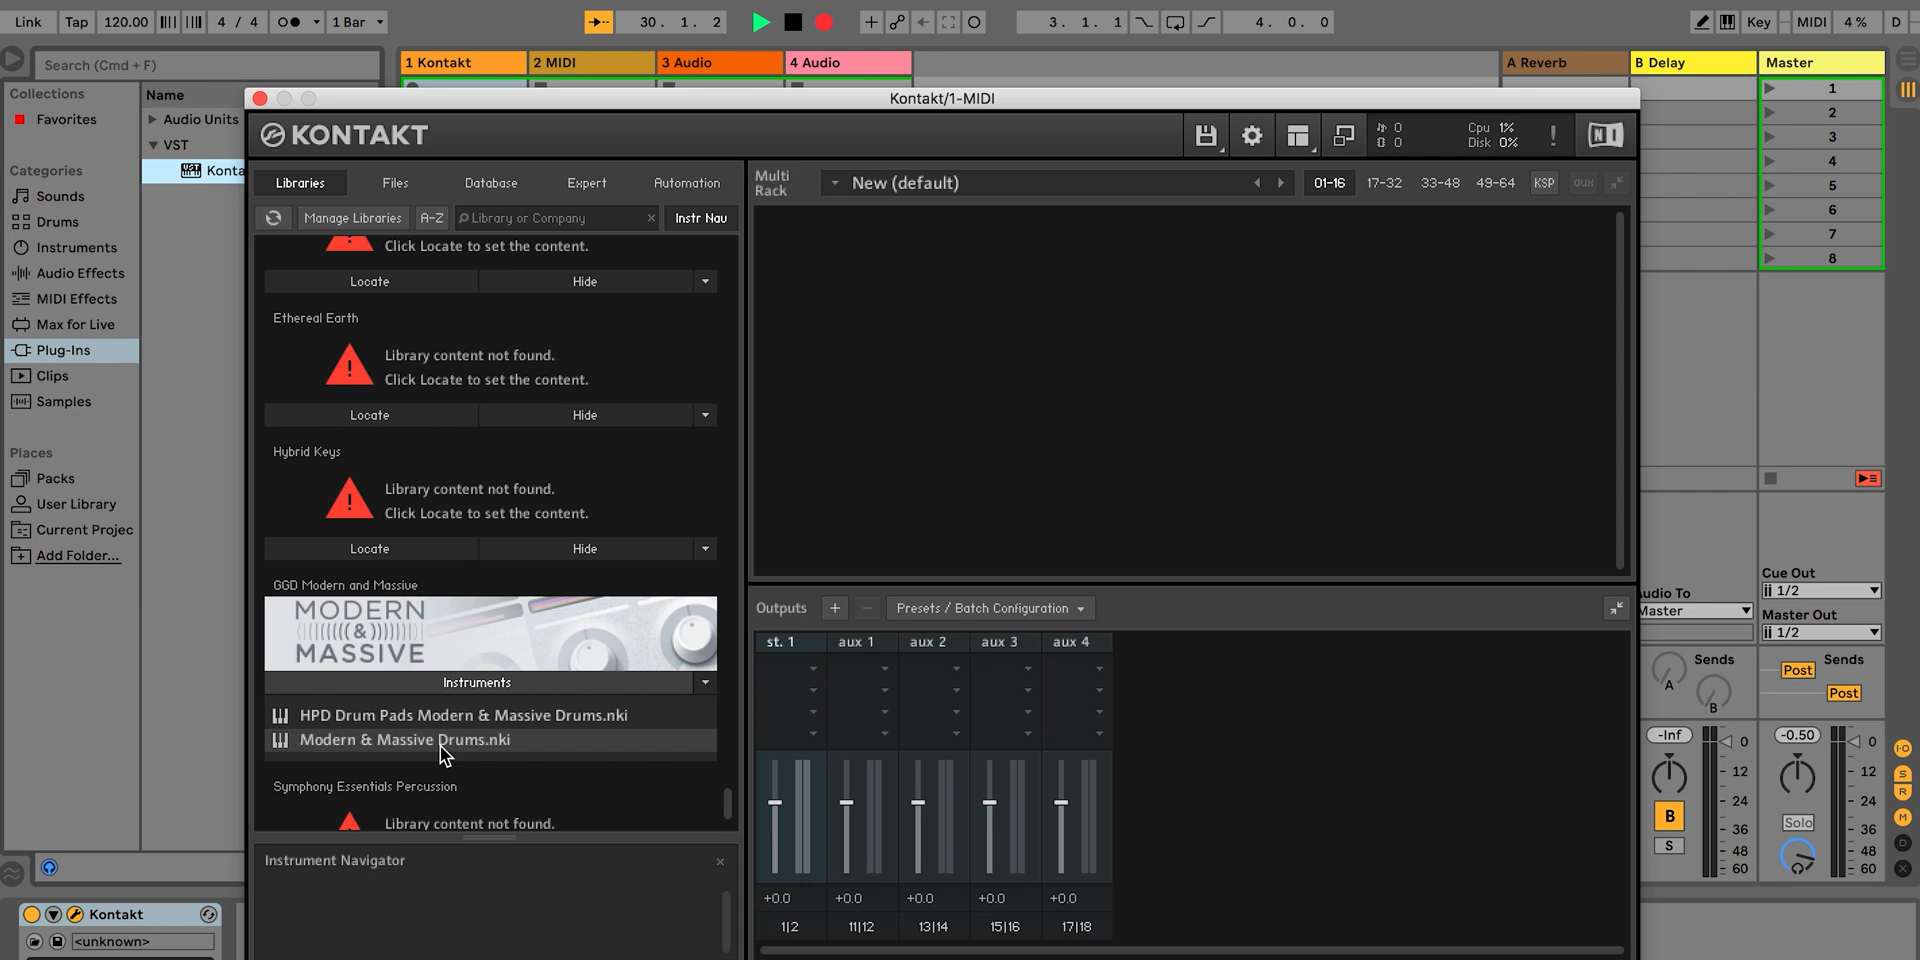 Link Tap 120.00 4 / 4 1 Bar 30. 1. 2 3. 1. 1 4. 0. 0 Key MIDI 4 % D
Search (Cmd + F)
1 Kontakt 2 MIDI 3 Audio 4 Audio A Reverb B Delay Master
Collections
Favorites
Categories
Sounds
Drums
Instruments
Audio Effects
MIDI Effects
Max for Live
Plug-Ins
Clips
Samples
Places
Packs
User Library
Current Projec
Add Folder...
Name
Audio Units
VST
Konta
Kontakt/1-MIDI
KONTAKT
0
0
Cpu 1%
Disk 0%
!
NI
Libraries Files Database Expert Automation
Manage Libraries A-Z Library or Company Instr Nav
Click Locate to set the content.
Locate Hide
Ethereal Earth
Library content not found.
Click Locate to set the content.
Locate Hide
Hybrid Keys
Library content not found.
Click Locate to set the content.
Locate Hide
GGD Modern and Massive
MODERN
(&)
MASSIVE
Instruments
HPD Drum Pads Modern & Massive Drums.nki
Modern & Massive Drums.nki
Symphony Essentials Percussion
Library content not found.
Instrument Navigator
Multi
Rack
New (default)
01-16 17-32 33-48 49-64 KSP aux
Outputs + − Presets / Batch Configuration
st. 1 aux 1 aux 2 aux 3 aux 4
+0.0 +0.0 +0.0 +0.0 +0.0
1|2 11|12 13|14 15|16 17|18
1
2
3
4
5
6
7
8
Cue Out
1/2
Master Out
1/2
udio To
Master
Sends
A
B
Sends
Post
Post
-Inf
0
12
24
36
48
60
B
S
-0.50
0
12
24
36
48
60
Solo
I·O
S
R
M
D
X
Kontakt
<unknown>